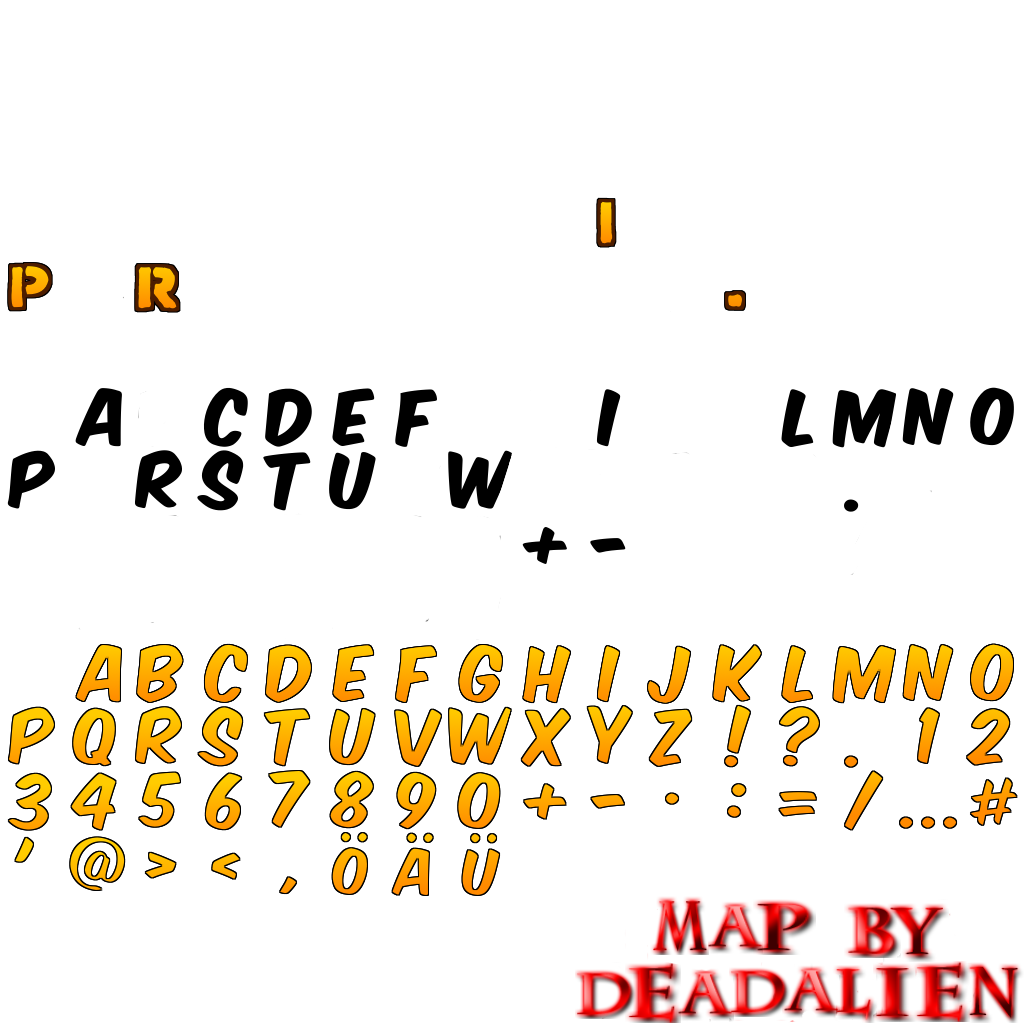 I
P R .
A C D E F I L M N O
P R S T U W .
+ -
A B C D E F G H I J K L M N O
P Q R S T U V W X Y Z ! ? . 1 2
3 4 5 6 7 8 9 0 + - · : = / ... #
' @ > < , Ö Ä Ü
MAP BY
DEADALIEN